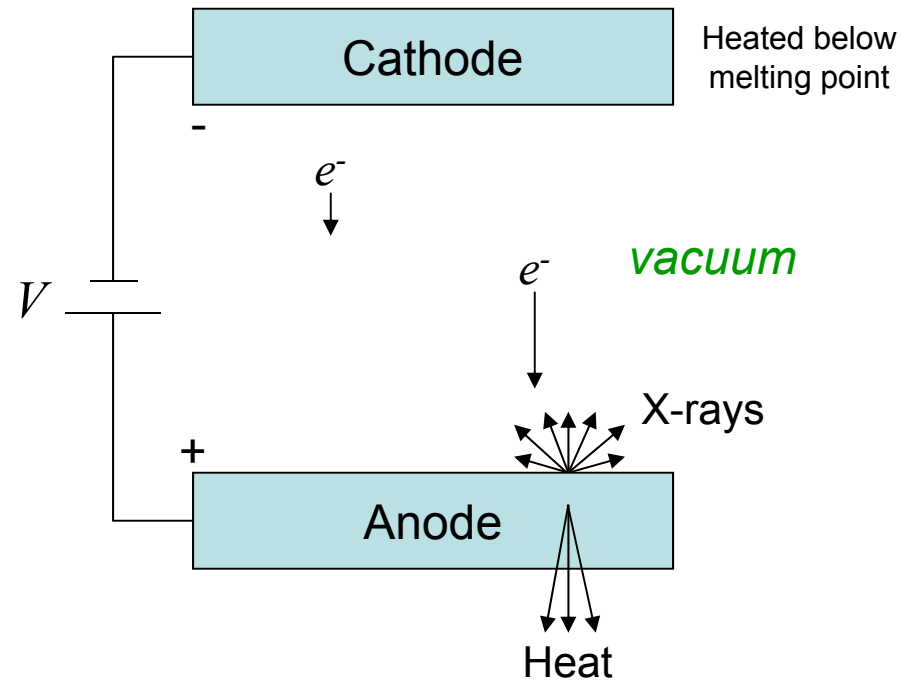 Cathode
Heated below
melting point
-
e-
e-
vacuum
V
X-rays
+
Anode
Heat